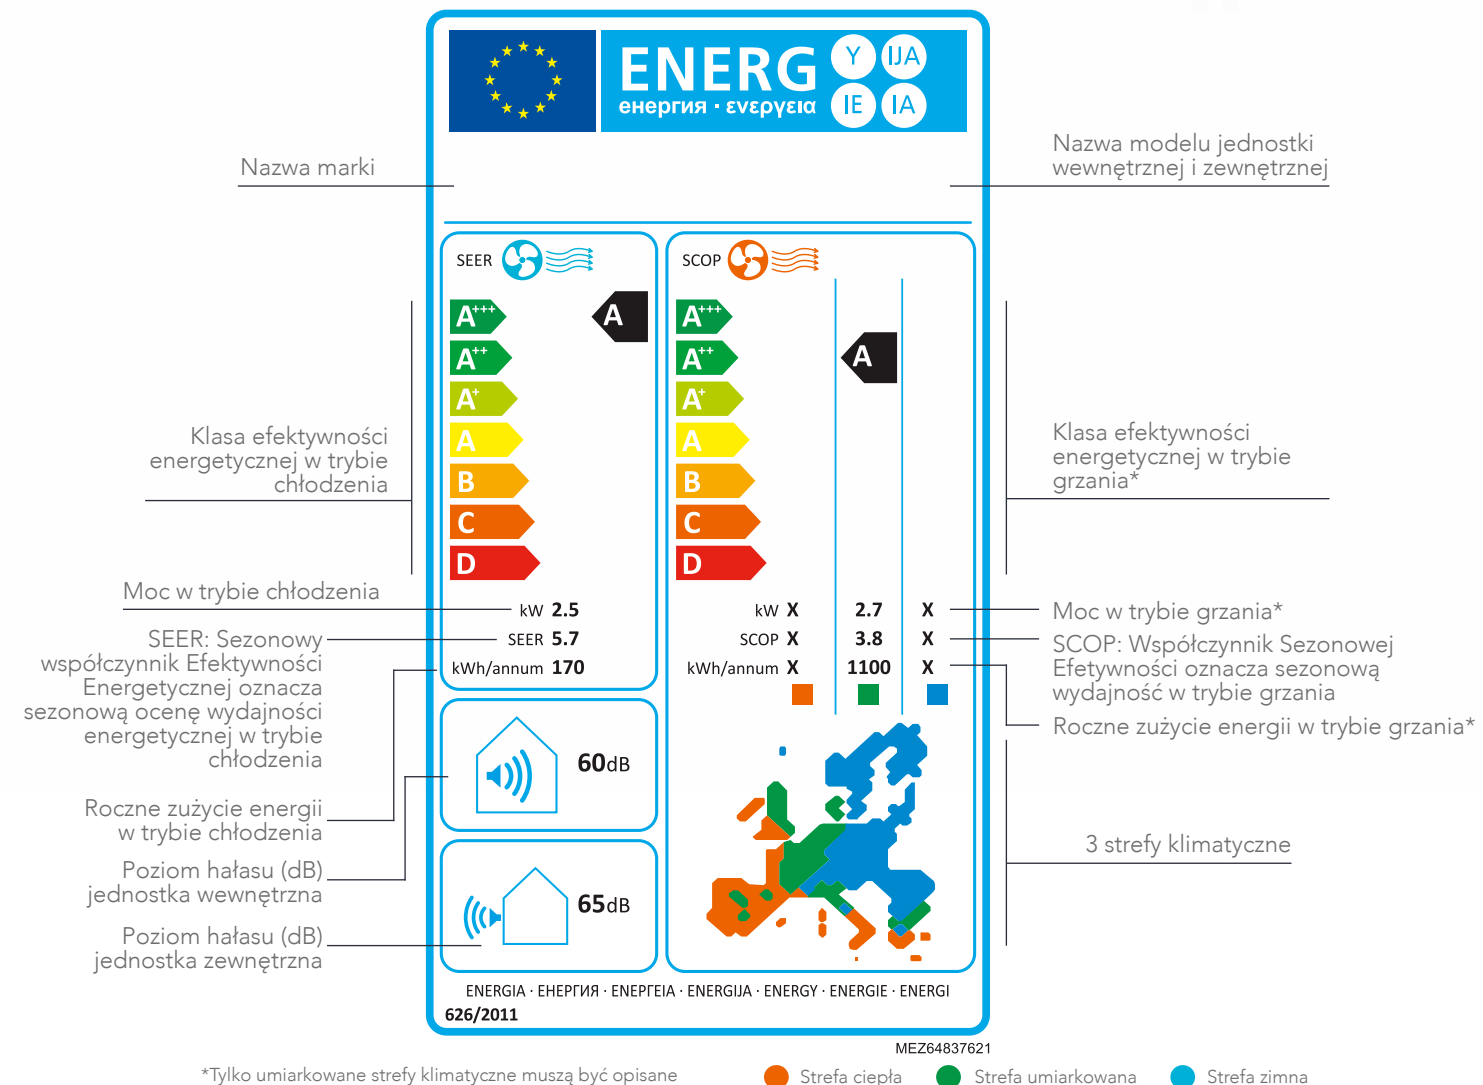 ENERG
енергия · ενεργεια
Y
IJA
IE
IA
Nazwa marki
Nazwa modelu jednostki
wewnętrznej i zewnętrznej
SEER
A+++
A++
A+
A
B
C
D
A
kW 2.5
SEER 5.7
kWh/annum 170
SCOP
A+++
A++
A+
A
B
C
D
A
kW X 2.7 X
SCOP X 3.8 X
kWh/annum X 1100 X
Klasa efektywności
energetycznej w trybie
chłodzenia
Moc w trybie chłodzenia
SEER: Sezonowy
współczynnik Efektywności
Energetycznej oznacza
sezonową ocenę wydajności
energetycznej w trybie
chłodzenia
Roczne zużycie energii
w trybie chłodzenia
Poziom hałasu (dB)
jednostka wewnętrzna
Poziom hałasu (dB)
jednostka zewnętrzna
60dB
65dB
Klasa efektywności
energetycznej w trybie
grzania*
Moc w trybie grzania*
SCOP: Współczynnik Sezonowej
Efetywności oznacza sezonową
wydajność w trybie grzania
Roczne zużycie energii w trybie grzania*
3 strefy klimatyczne
ENERGIA · ЕНЕРГИЯ · ΕΝΕΡΓΕΙΑ · ENERGIJA · ENERGY · ENERGIE · ENERGI
626/2011
MEZ64837621
*Tylko umiarkowane strefy klimatyczne muszą być opisane
Strefa ciepła
Strefa umiarkowana
Strefa zimna